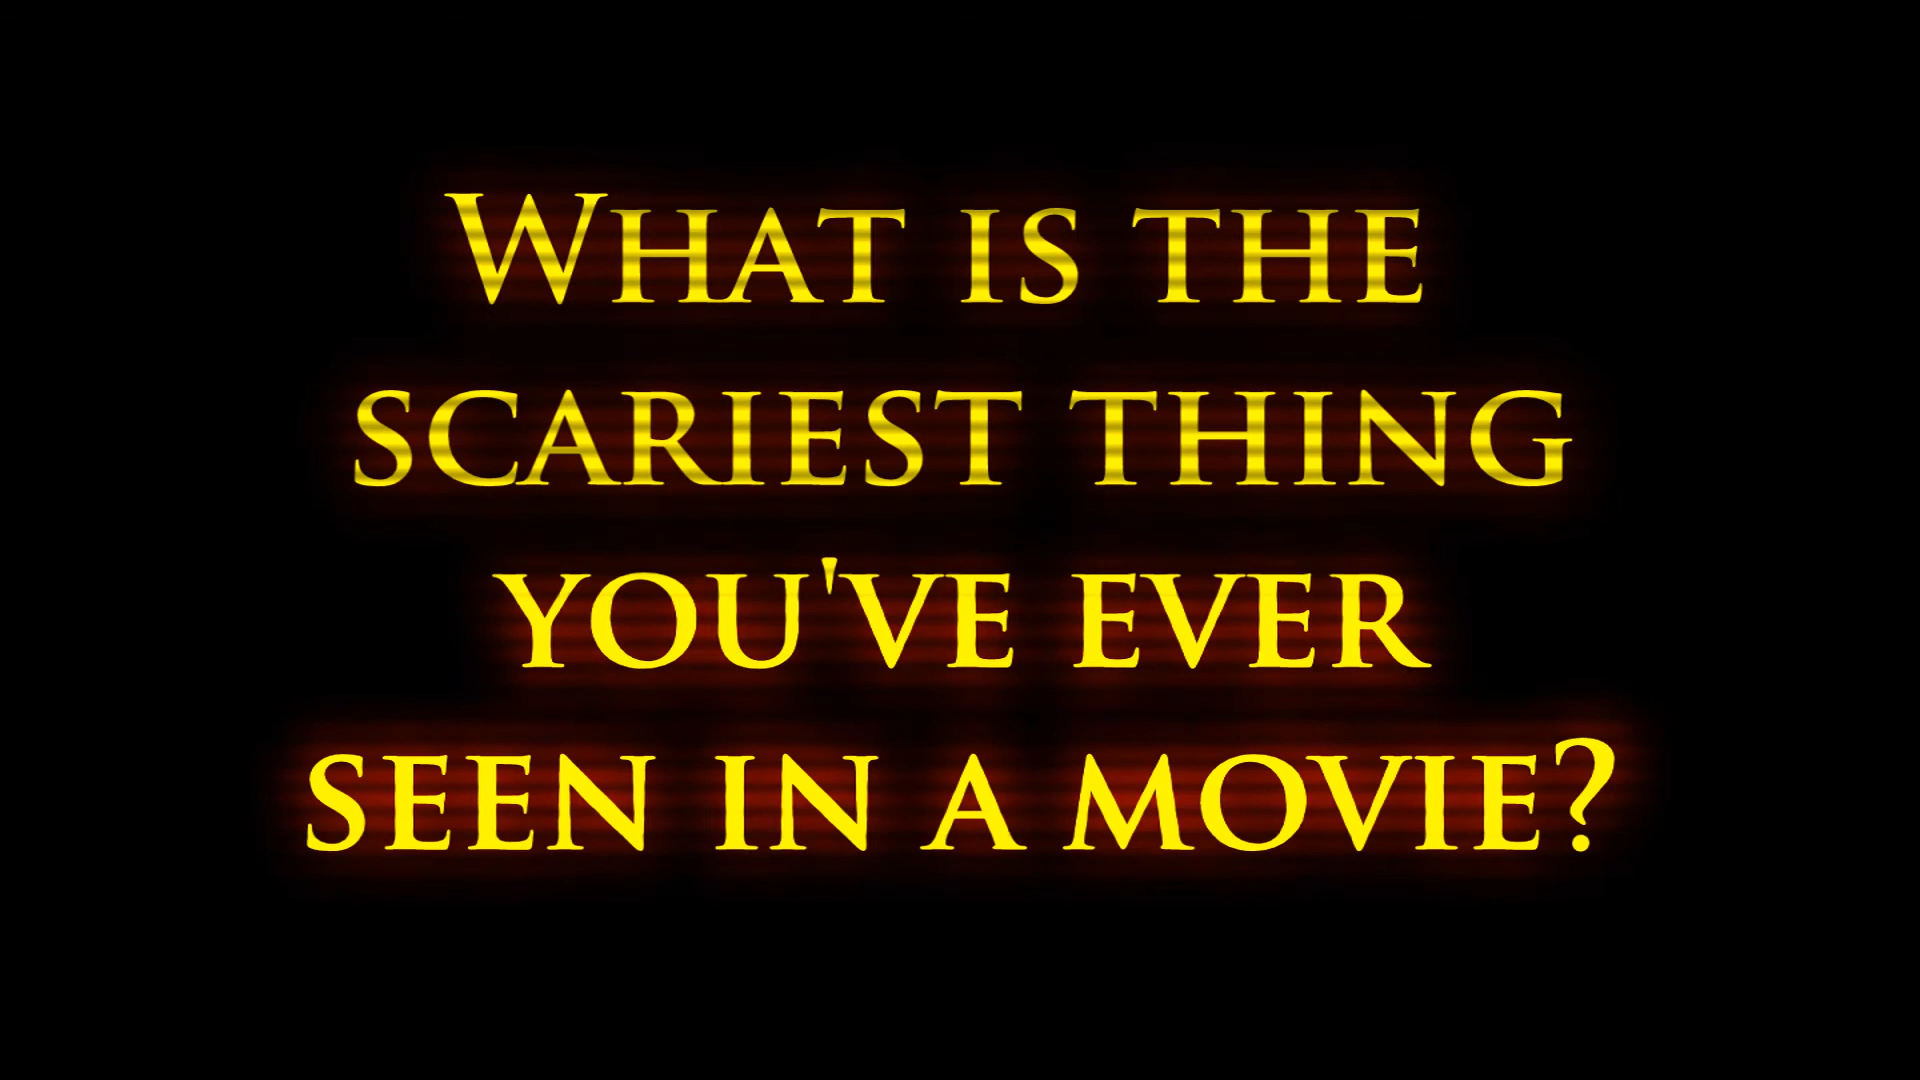 What is the
scariest thing
you've ever
seen in a movie?